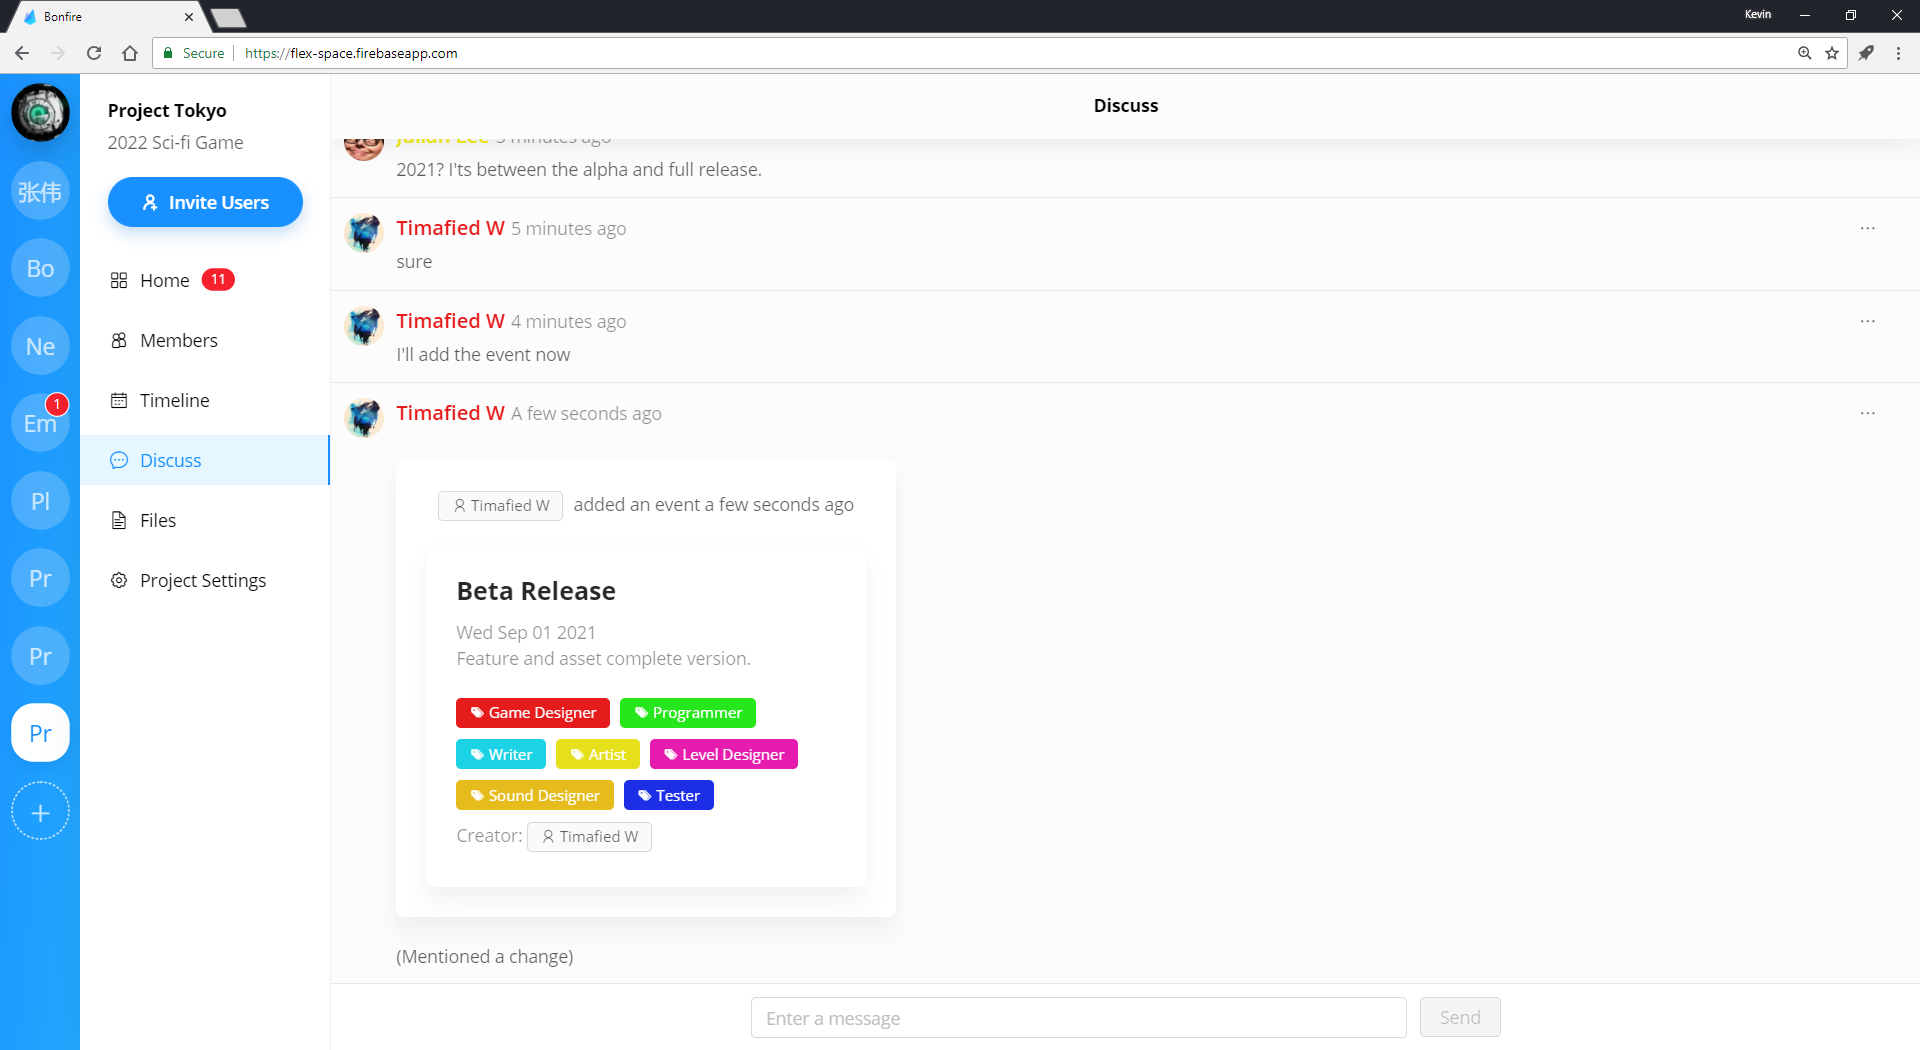 Bonfire
Kevin
Secure
https://flex-space.firebaseapp.com
张伟
Bo
Ne
1
Em
Pl
Pr
Pr
Pr
Project Tokyo
2022 Sci-fi Game
Invite Users
Home 11
Members
Timeline
Discuss
Files
Project Settings
Discuss
Julian Lee 5 minutes ago
2021? I'ts between the alpha and full release.
Timafied W 5 minutes ago
sure
Timafied W 4 minutes ago
I'll add the event now
Timafied W A few seconds ago
Timafied W added an event a few seconds ago
Beta Release
Wed Sep 01 2021
Feature and asset complete version.
Game Designer Programmer
Writer Artist Level Designer
Sound Designer Tester
Creator: Timafied W
(Mentioned a change)
Enter a message Send